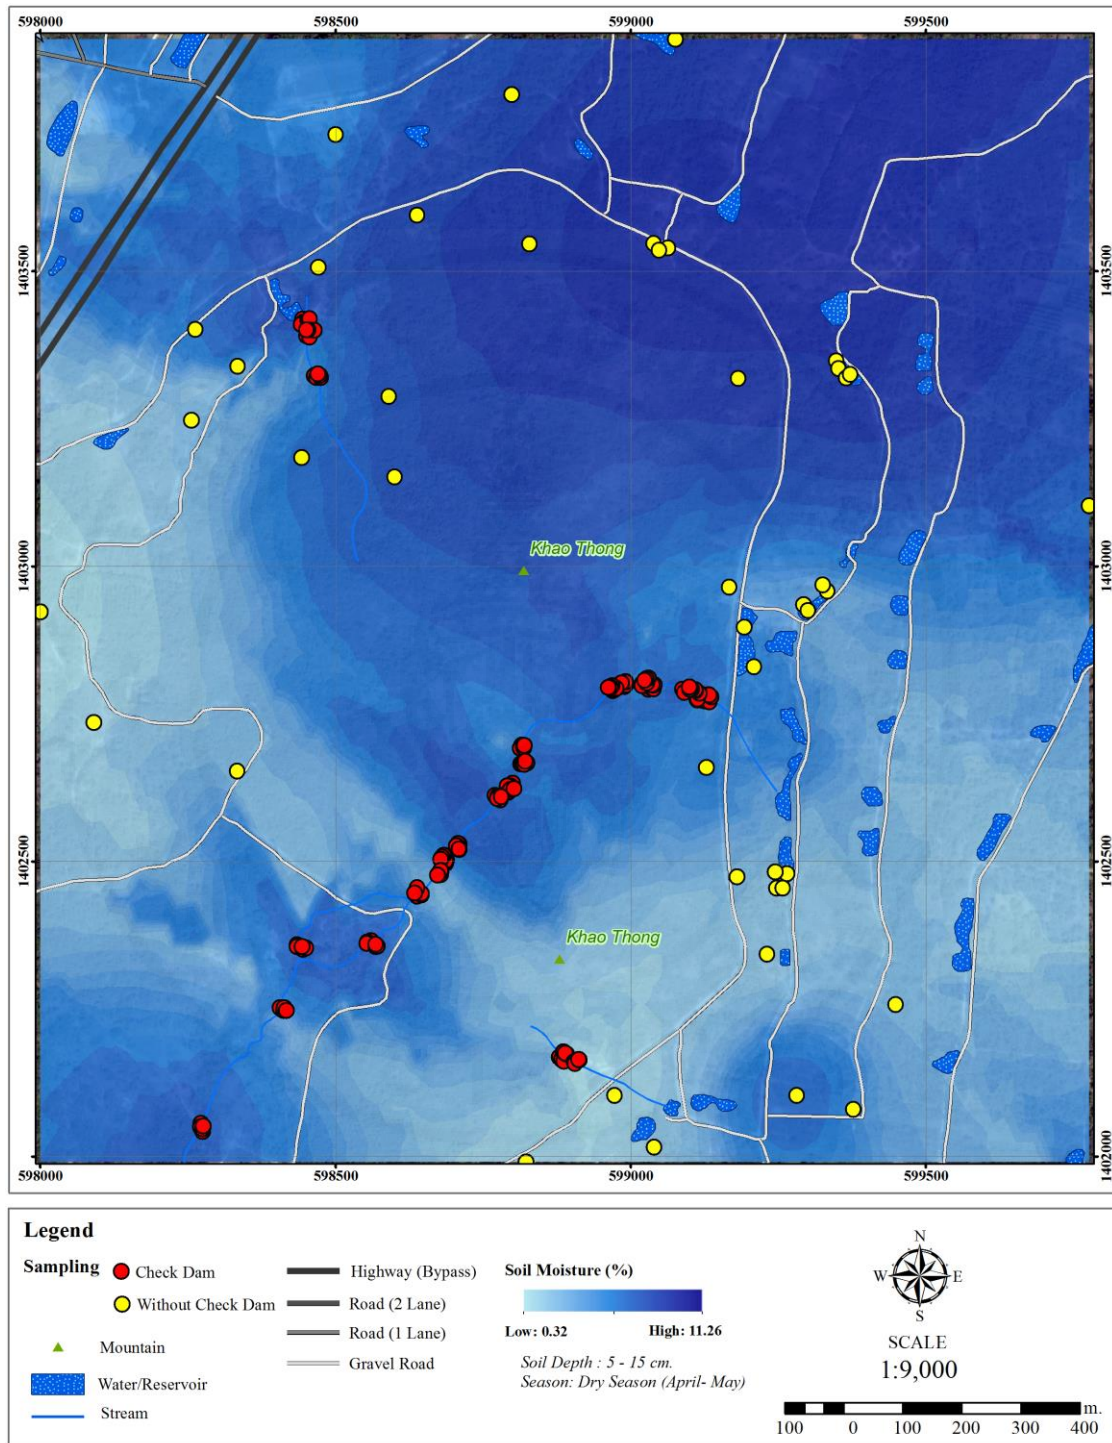 598000 598500 599000 599500
1403500 1403500
Khao Thong
1403000 1403000
1402500 1402500
Khao Thong
1402000 1402000
598000 598500 599000 599500
Legend
Sampling
Check Dam
Without Check Dam
Mountain
Water/Reservoir
Stream
Highway (Bypass)
Road (2 Lane)
Road (1 Lane)
Gravel Road
Soil Moisture (%)
Low: 0.32 High: 11.26
Soil Depth : 5 - 15 cm.
Season: Dry Season (April- May)
N
W E
S
SCALE
1:9,000
m.
100 0 100 200 300 400